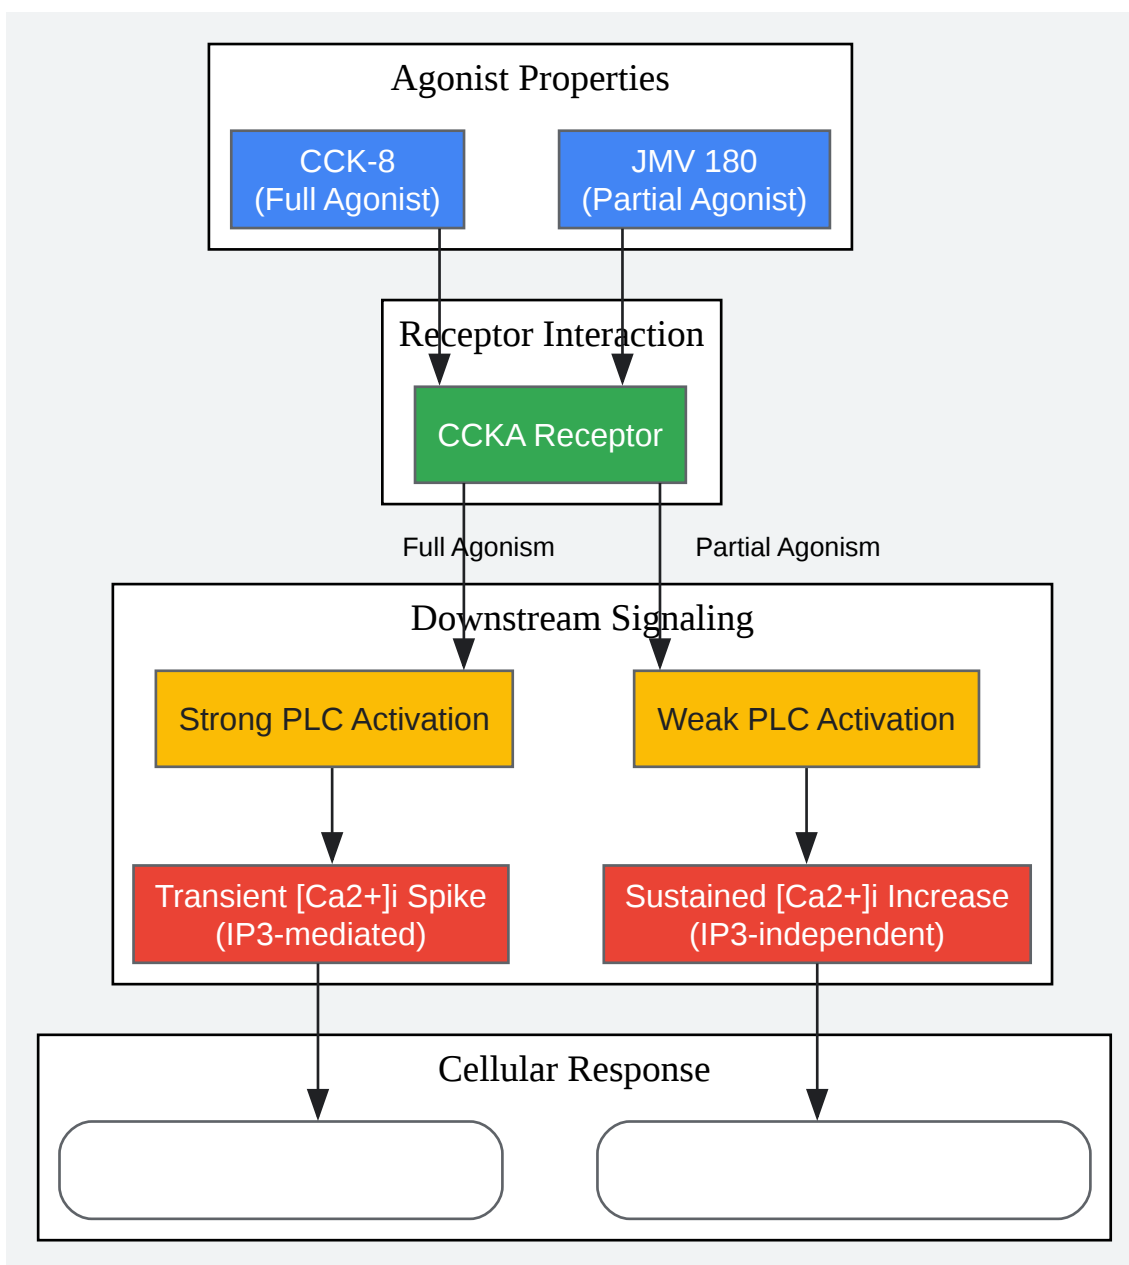 Agonist Properties
CCK-8
(Full Agonist)
JMV 180
(Partial Agonist)
Receptor Interaction
CCKA Receptor
Full Agonism
Partial Agonism
Downstream Signaling
Strong PLC Activation
Weak PLC Activation
Transient [Ca2+]i Spike
(IP3-mediated)
Sustained [Ca2+]i Increase
(IP3-independent)
Cellular Response